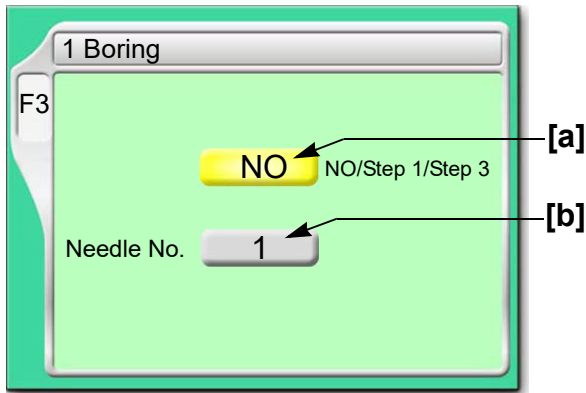 1 Boring
F3
[a]
NO NO/Step 1/Step 3
[b]
Needle No. 1